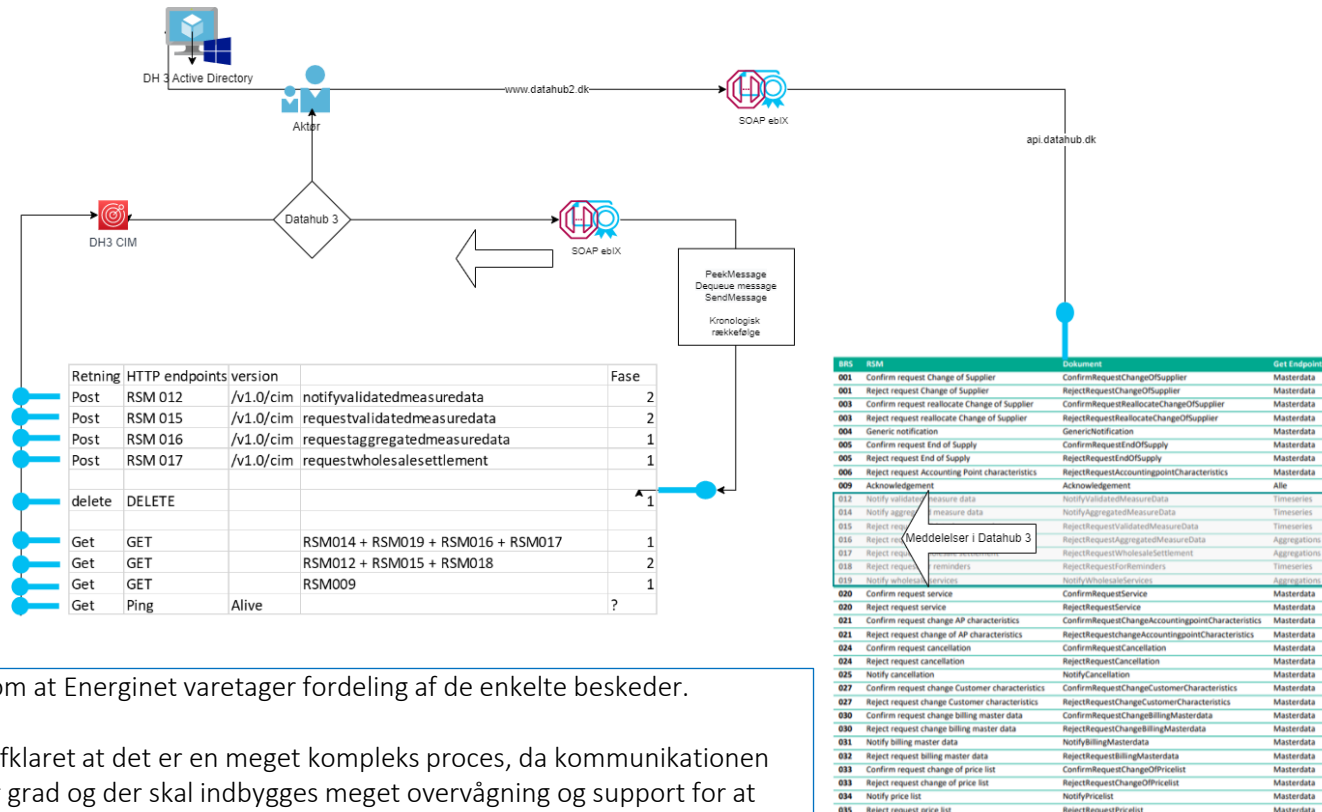 DH 3 Active Directory
Aktør
www.datahub2.dk
SOAP ebIX
api.datahub.dk
DH3 CIM
Datahub 3
SOAP ebIX
PeekMessage
Dequeue message
SendMessage
Kronologisk
rækkefølge
Retning HTTP endpoints version Fase
Post RSM 012 /v1.0/cim notifyvalidatedmeasuredata 2
Post RSM 015 /v1.0/cim requestvalidatedmeasuredata 2
Post RSM 016 /v1.0/cim requestaggregatedmeasuredata 1
Post RSM 017 /v1.0/cim requestwholesalesettlement 1
delete DELETE 1
Get GET RSM014 + RSM019 + RSM016 + RSM017 1
Get GET RSM012 + RSM015 + RSM018 2
Get GET RSM009 1
Get Ping Alive ?
BRS RSM Dokument Get Endpoint
001 Confirm request Change of Supplier ConfirmRequestChangeOfSupplier Masterdata
001 Reject request Change of Supplier RejectRequestChangeOfSupplier Masterdata
003 Confirm request reallocate Change of Supplier ConfirmRequestReallocateChangeOfSupplier Masterdata
003 Reject request reallocate Change of Supplier RejectRequestReallocateChangeOfSupplier Masterdata
004 Generic notification GenericNotification Masterdata
005 Confirm request End of Supply ConfirmRequestEndOfSupply Masterdata
005 Reject request End of Supply RejectRequestEndOfSupply Masterdata
006 Reject request Accounting Point characteristics RejectRequestAccountingpointCharacteristics Masterdata
009 Acknowledgement Acknowledgement Alle
012 Notify validated measure data NotifyValidatedMeasureData Timeseries
014 Notify aggregated measure data NotifyAggregatedMeasureData Timeseries
015 Reject RejectRequestValidatedMeasureData Timeseries
016 Reject RejectRequestAggregatedMeasureData Aggregations
Meddelelser i Datahub 3
017 Reject RejectRequestWholesaleSettlement Aggregations
018 Reject request reminders RejectRequestForReminders Timeseries
019 Notify wholesale services NotifyWholesaleServices Aggregations
020 Confirm request service ConfirmRequestService Masterdata
020 Reject request service RejectRequestService Masterdata
021 Confirm request change AP characteristics ConfirmRequestChangeAccountingpointCharacteristics Masterdata
021 Reject request change of AP characteristics RejectRequestchangeAccountingpointCharacteristics Masterdata
024 Confirm request cancellation ConfirmRequestCancellation Masterdata
024 Reject request cancellation RejectRequestCancellation Masterdata
025 Notify cancellation NotifyCancellation Masterdata
027 Confirm request change Customer characteristics ConfirmRequestChangeCustomerCharacteristics Masterdata
027 Reject request change Customer characteristics RejectRequestChangeCustomerCharacteristics Masterdata
030 Confirm request change billing master data ConfirmRequestChangeBillingMasterdata Masterdata
030 Reject request change billing master data RejectRequestChangeBillingMasterdata Masterdata
031 Notify billing master data NotifyBillingMasterdata Masterdata
032 Reject request billing master data RejectRequestBillingMasterdata Masterdata
033 Confirm request change of price list ConfirmRequestChangeOfPricelist Masterdata
033 Reject request change of price list RejectRequestChangeOfPricelist Masterdata
034 Notify price list NotifyPricelist Masterdata
035 Reject request price list RejectRequestPricelist Masterdata
om at Energinet varetager fordeling af de enkelte beskeder.
fklaret at det er en meget kompleks proces, da kommunikationen
grad og der skal indbygges meget overvågning og support for at